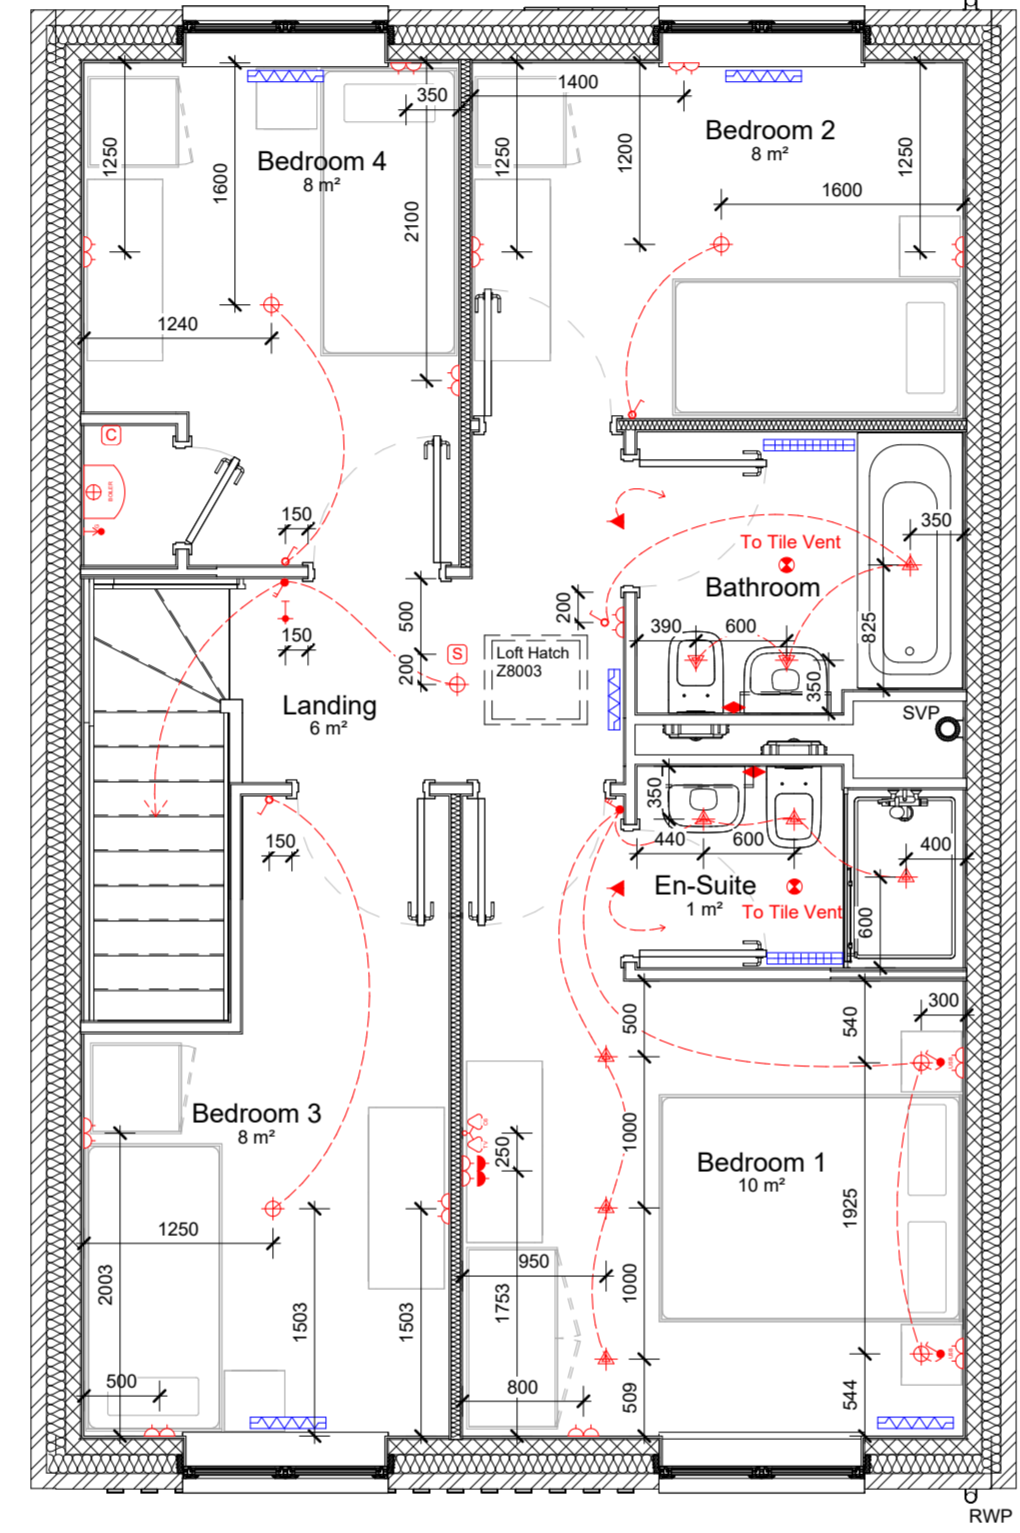 350
1400
1250
1600
Bedroom 4
8 m²
2100
1250
1200
Bedroom 2
8 m²
1250
1600
1240
C
BOILER
150
150
500
200
S
Loft Hatch
Z8003
Landing
6 m²
200
To Tile Vent
Bathroom
350
825
390
600
350
SVP
350
440
600
400
En-Suite
1 m²
To Tile Vent
600
150
500
540
300
Bedroom 3
8 m²
250
1000
Bedroom 1
10 m²
1925
1250
2003
1503
1503
950
1753
1000
500
800
509
544
RWP